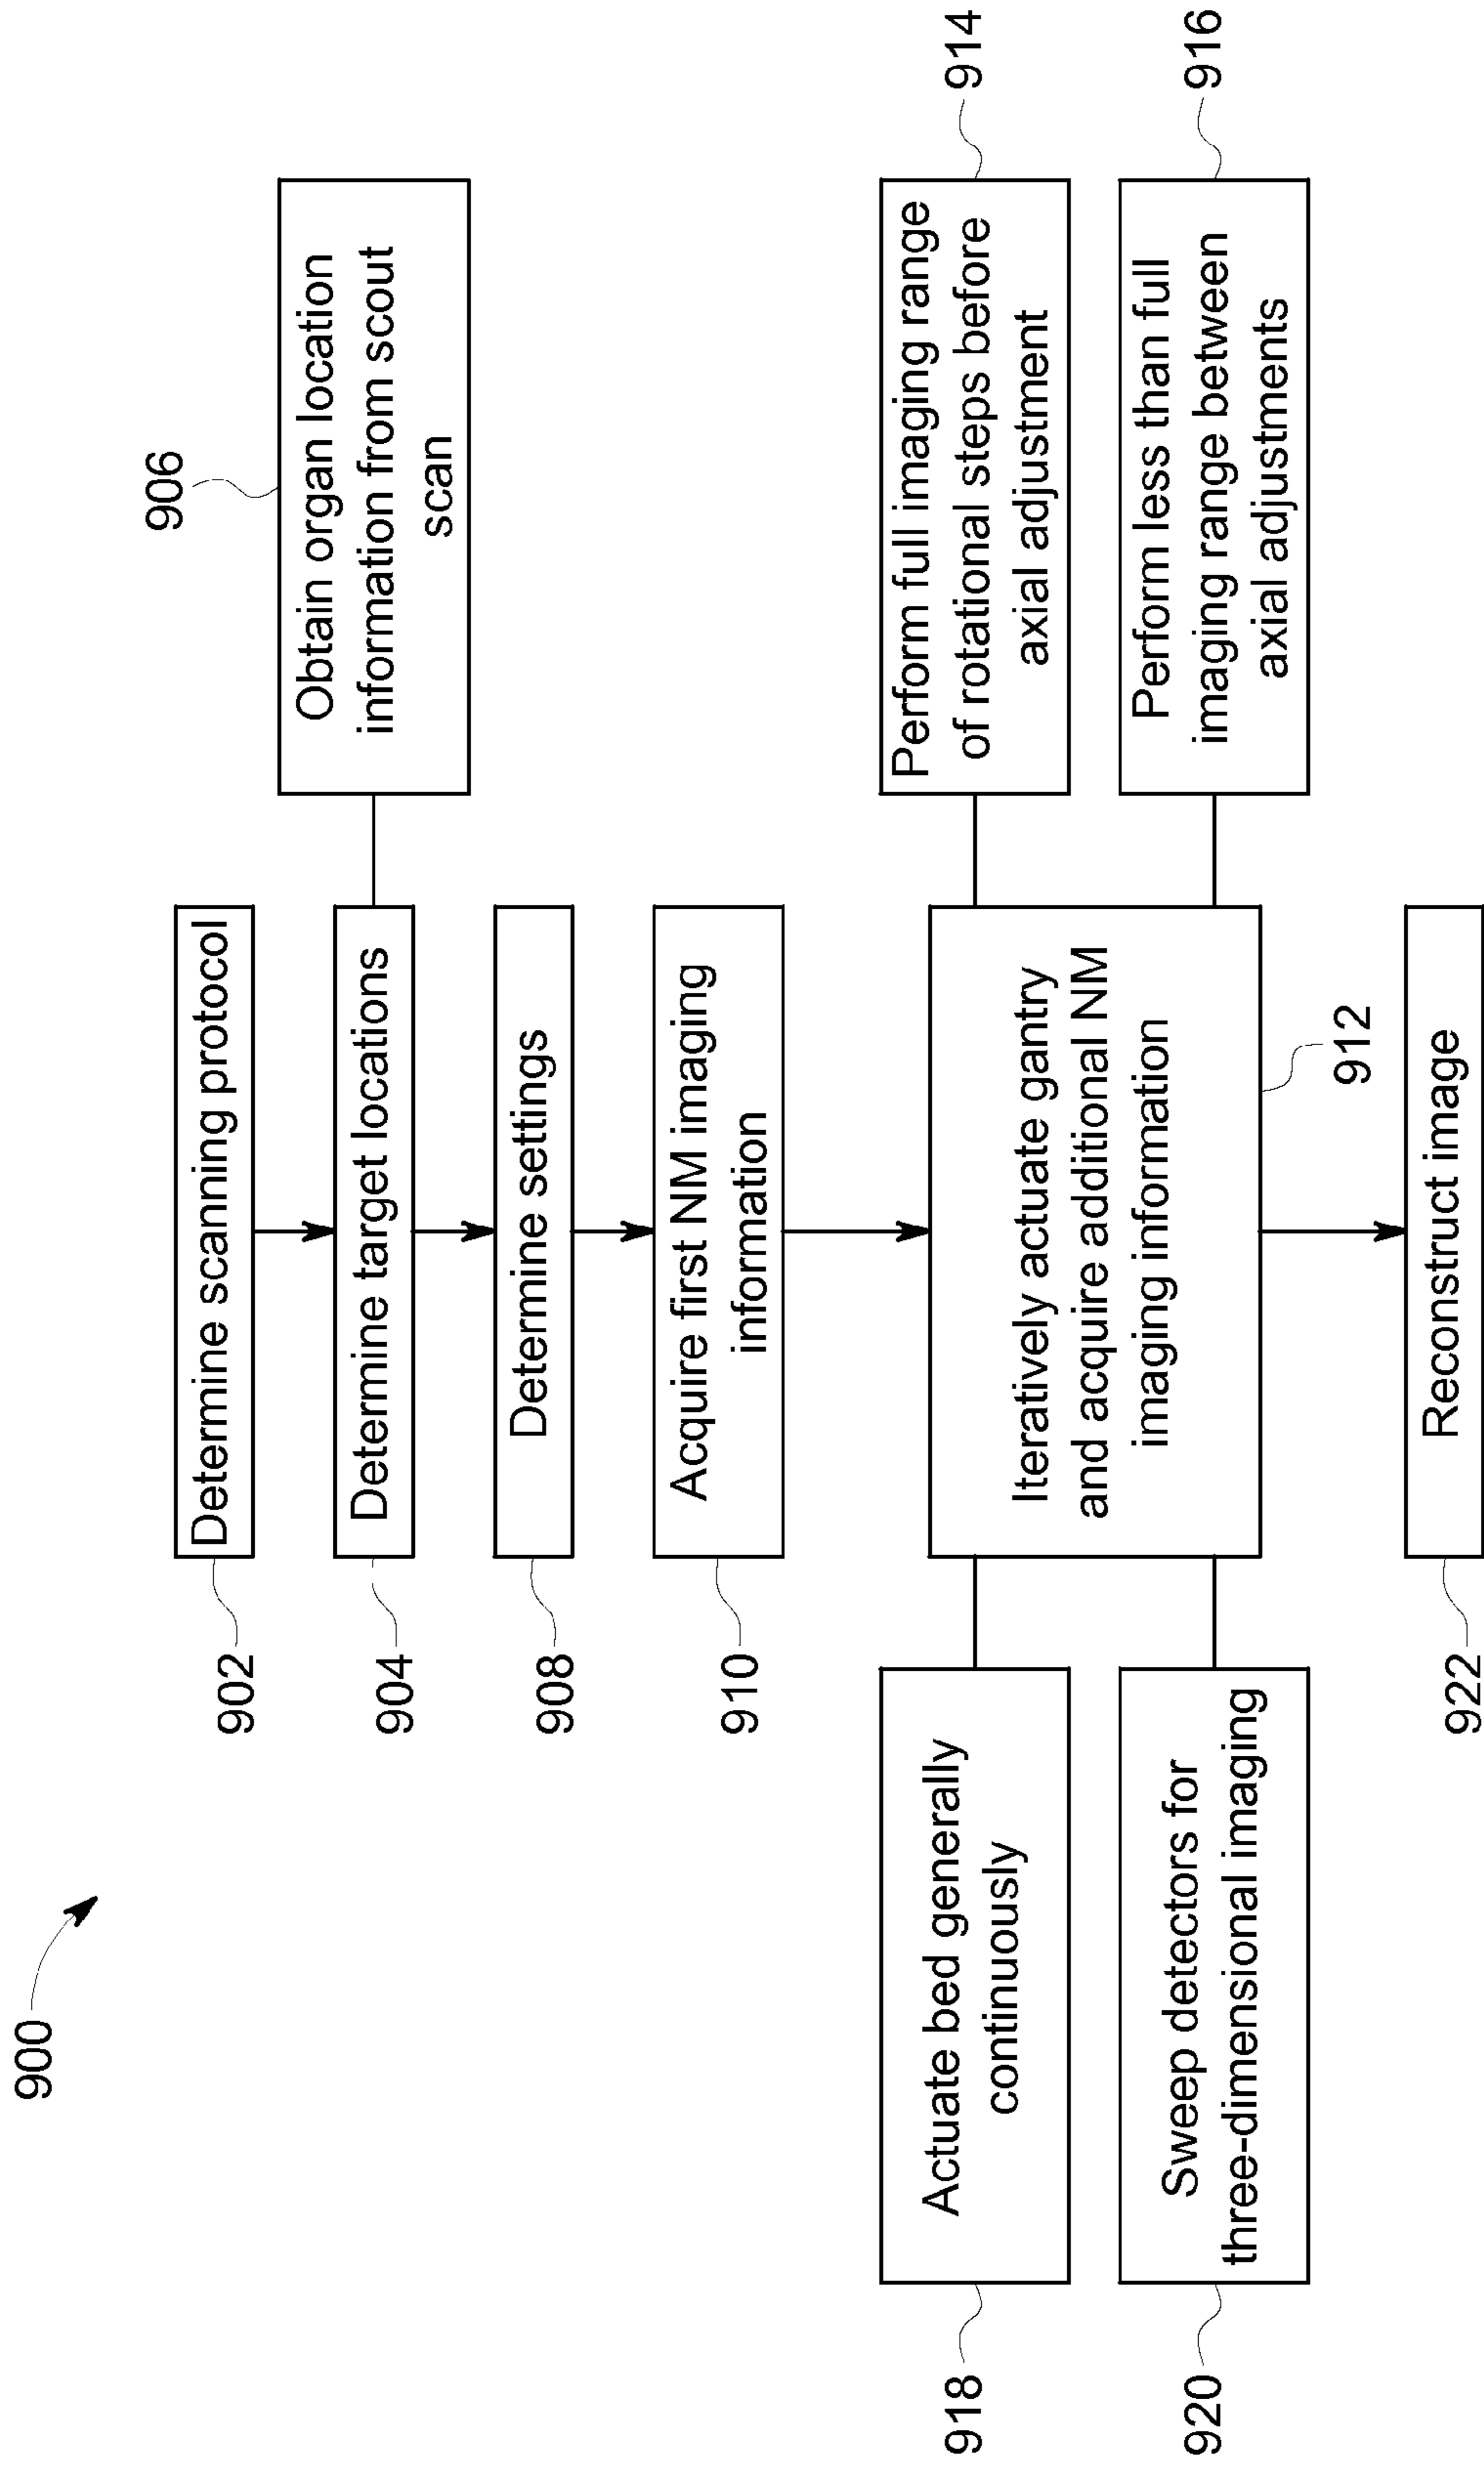 900
902
Determine scanning protocol
906
904
Determine target locations
Obtain organ location
information from scout
scan
908
Determine settings
910
Acquire first NM imaging
information
918
Actuate bed generally
continuously
Iteratively actuate gantry
and acquire additional NM
imaging information
912
Perform full imaging range
of rotational steps before
axial adjustment
914
920
Sweep detectors for
three-dimensional imaging
Perform less than full
imaging range between
axial adjustments
916
922
Reconstruct image